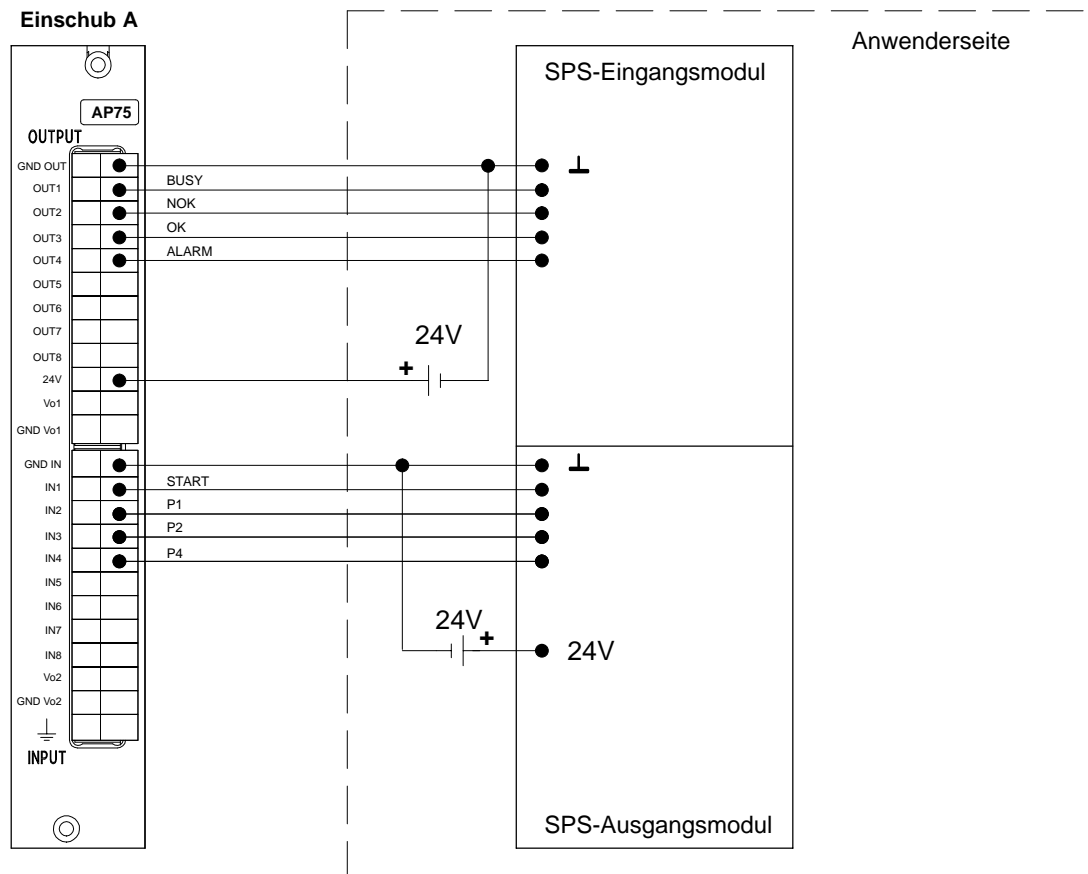 Einschub A
Anwenderseite
SPS-Eingangsmodul
AP75
OUTPUT
GND OUT
OUT1 BUSY
OUT2 NOK
OUT3 OK
OUT4 ALARM
OUT5
OUT6
OUT7
OUT8
24V
+
24V
Vo1
GND Vo1
GND IN
IN1 START
IN2 P1
IN3 P2
IN4 P4
IN5
IN6
IN7
IN8
24V
+
24V
Vo2
GND Vo2
INPUT
SPS-Ausgangsmodul